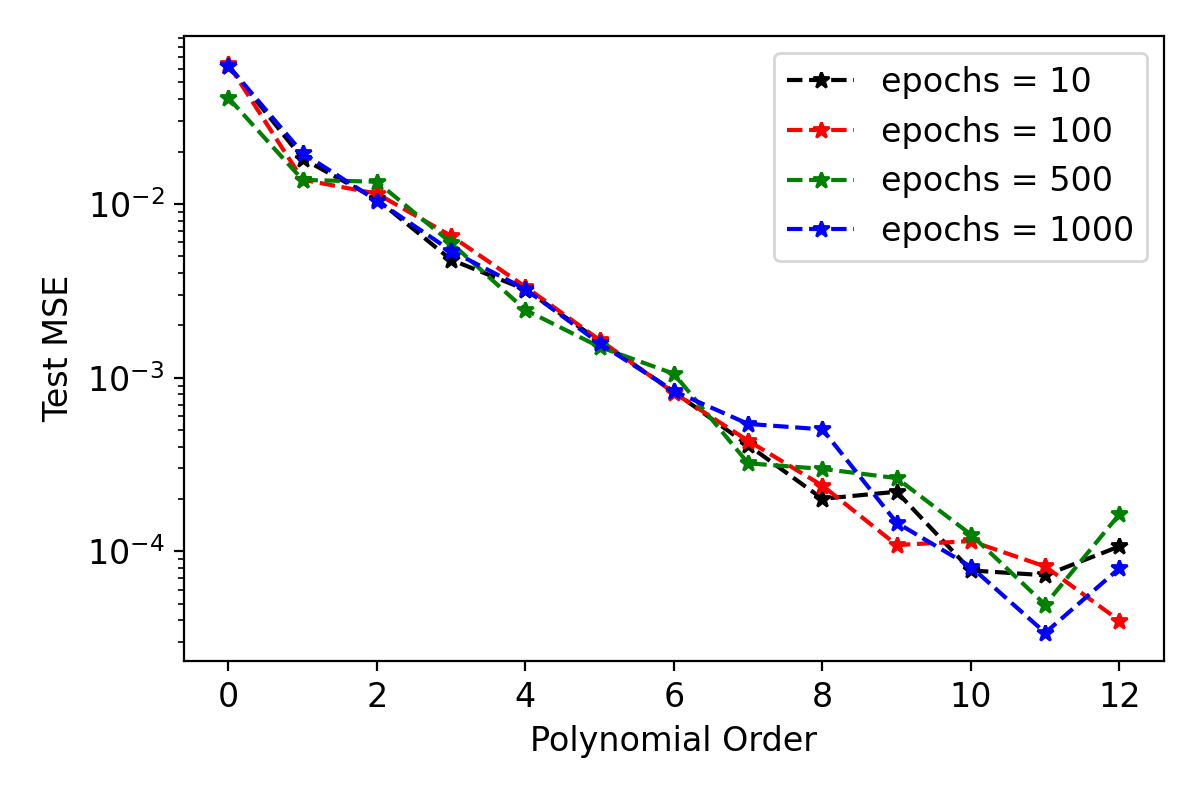 epochs = 10
epochs = 100
epochs = 500
epochs = 1000
Test MSE
10⁻²
10⁻³
10⁻⁴
0 2 4 6 8 10 12
Polynomial Order